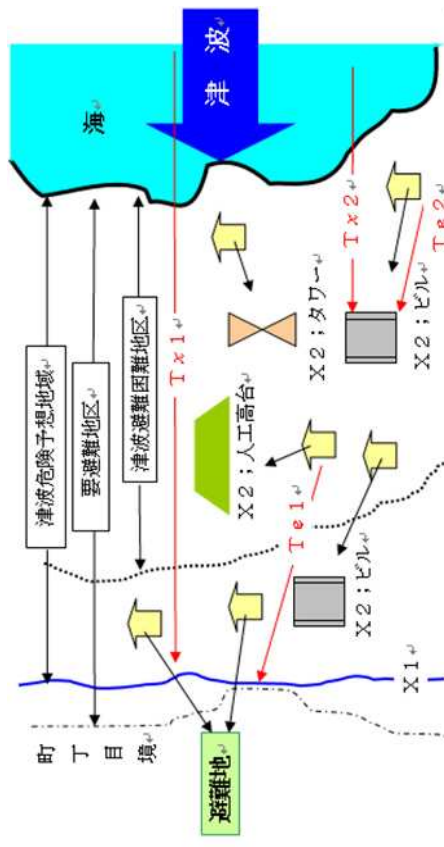 津波
海
津波危険予想地域
要避難地区
津波避難困難地区
Tx1
Tx2
Te2
X2;タワー
X2;ビル
X2;人工高台
Te1
X2;ビル
X1
町丁目境
避難地